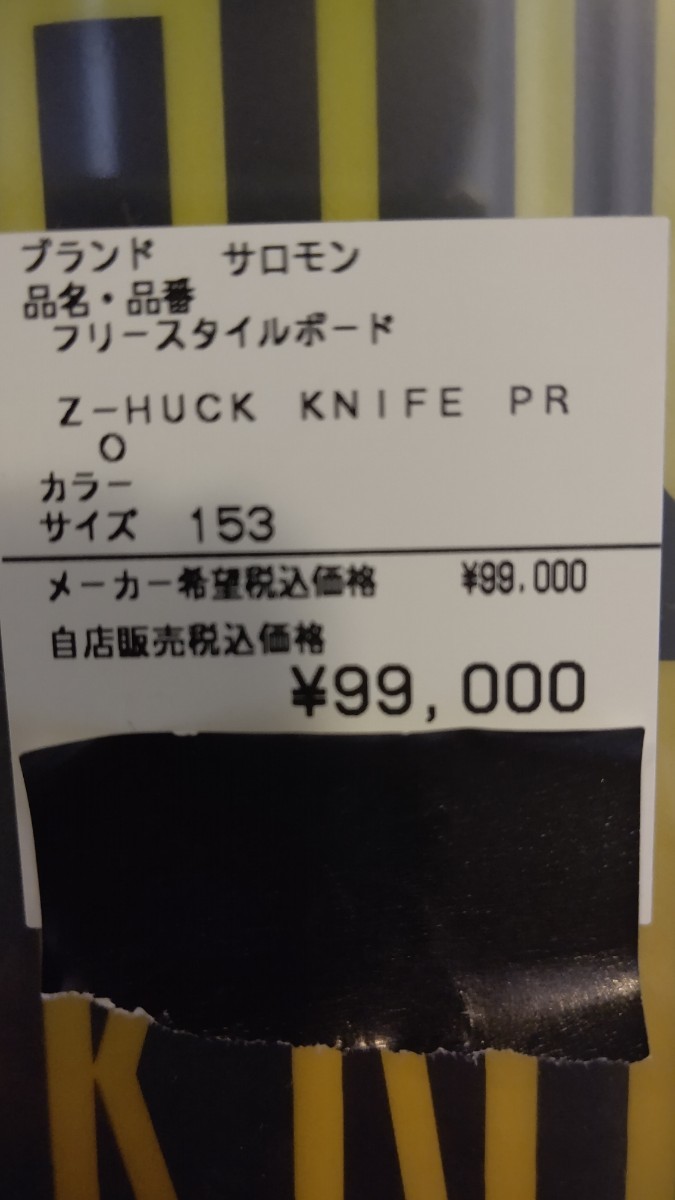 ブランド　サロモン
品名・品番
フリースタイルボード
Z－HUCK　KNIFE　PR
O
カラー
サイズ　153
メーカー希望税込価格　¥99,000
自店販売税込価格
¥99,000
K N